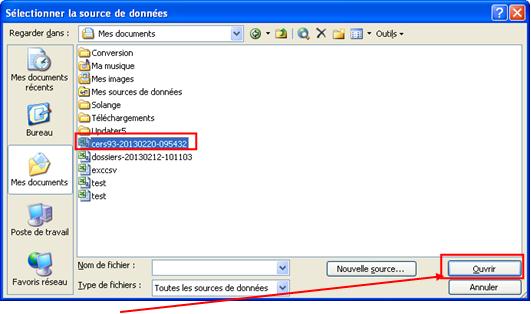 Sélectionner la source de données
Regarder dans :
Mes documents
Outils
Mes documents récents
Bureau
Mes documents
Poste de travail
Favoris réseau
Conversion
Ma musique
Mes images
Mes sources de données
Solange
Téléchargements
Updater5
cers93-20130220-095432
dossiers-20130212-101103
exccsv
test
test
Nom de fichier :
Nouvelle source...
Ouvrir
Type de fichiers :
Toutes les sources de données
Annuler